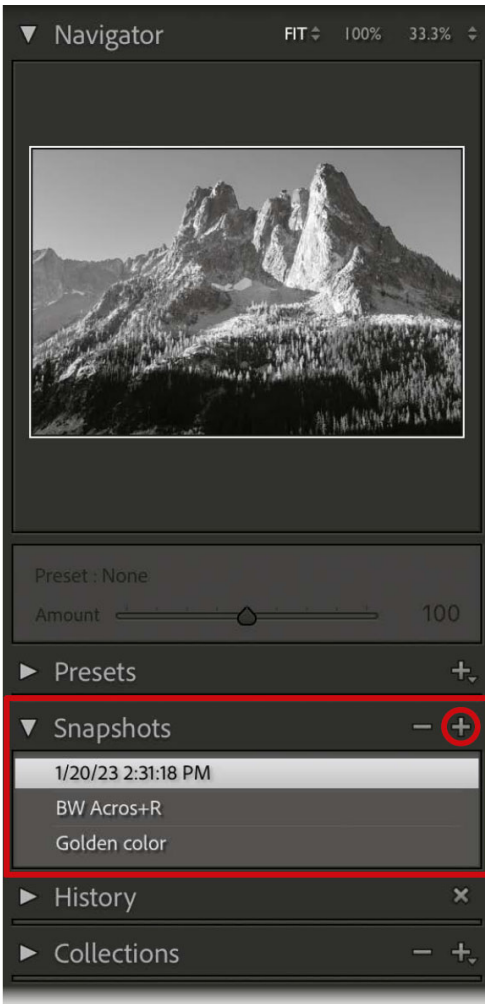 Navigator FIT 100% 33.3%
Preset : None
Amount 100
Presets
Snapshots
1/20/23 2:31:18 PM
BW Acros+R
Golden color
History
Collections